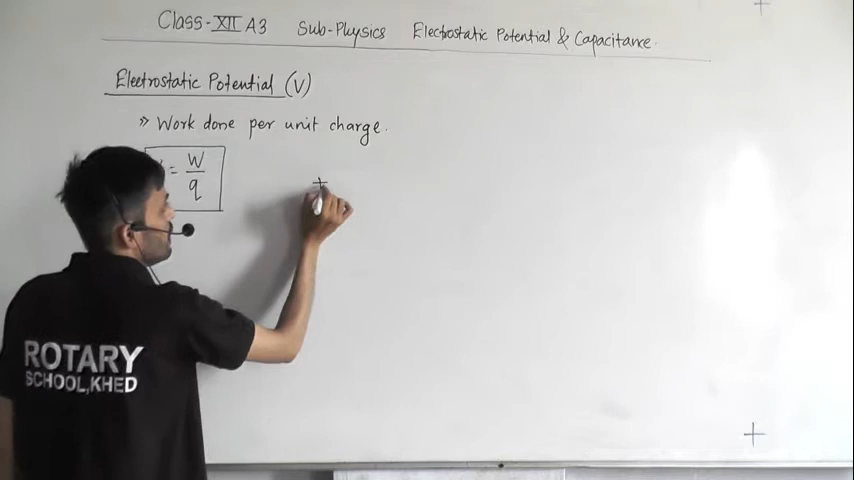 Class-XII A3 Sub-Physics Electrostatic Potential & Capacitance.
Electrostatic Potential (V)
» Work done per unit charge.
= W
q
+
ROTARY
SCHOOL,KHED